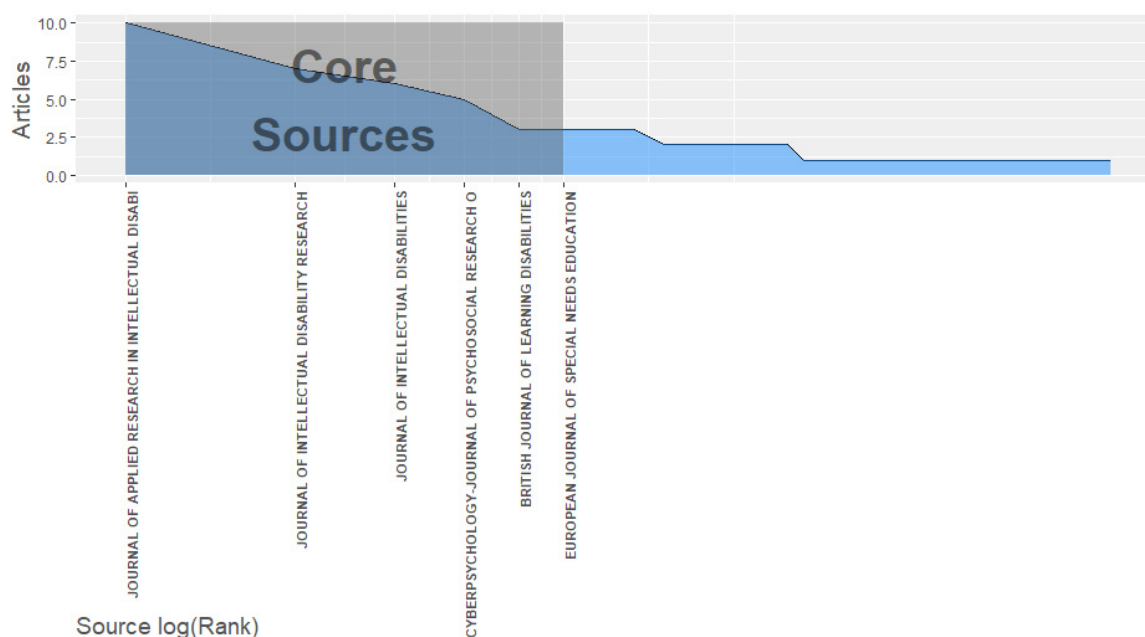 Articles
10.0
7.5
5.0
2.5
0.0
Core
Sources
JOURNAL OF APPLIED RESEARCH IN INTELLECTUAL DISABI
JOURNAL OF INTELLECTUAL DISABILITY RESEARCH
JOURNAL OF INTELLECTUAL DISABILITIES
CYBERPSYCHOLOGY-JOURNAL OF PSYCHOSOCIAL RESEARCH O
BRITISH JOURNAL OF LEARNING DISABILITIES
EUROPEAN JOURNAL OF SPECIAL NEEDS EDUCATION
Source log(Rank)